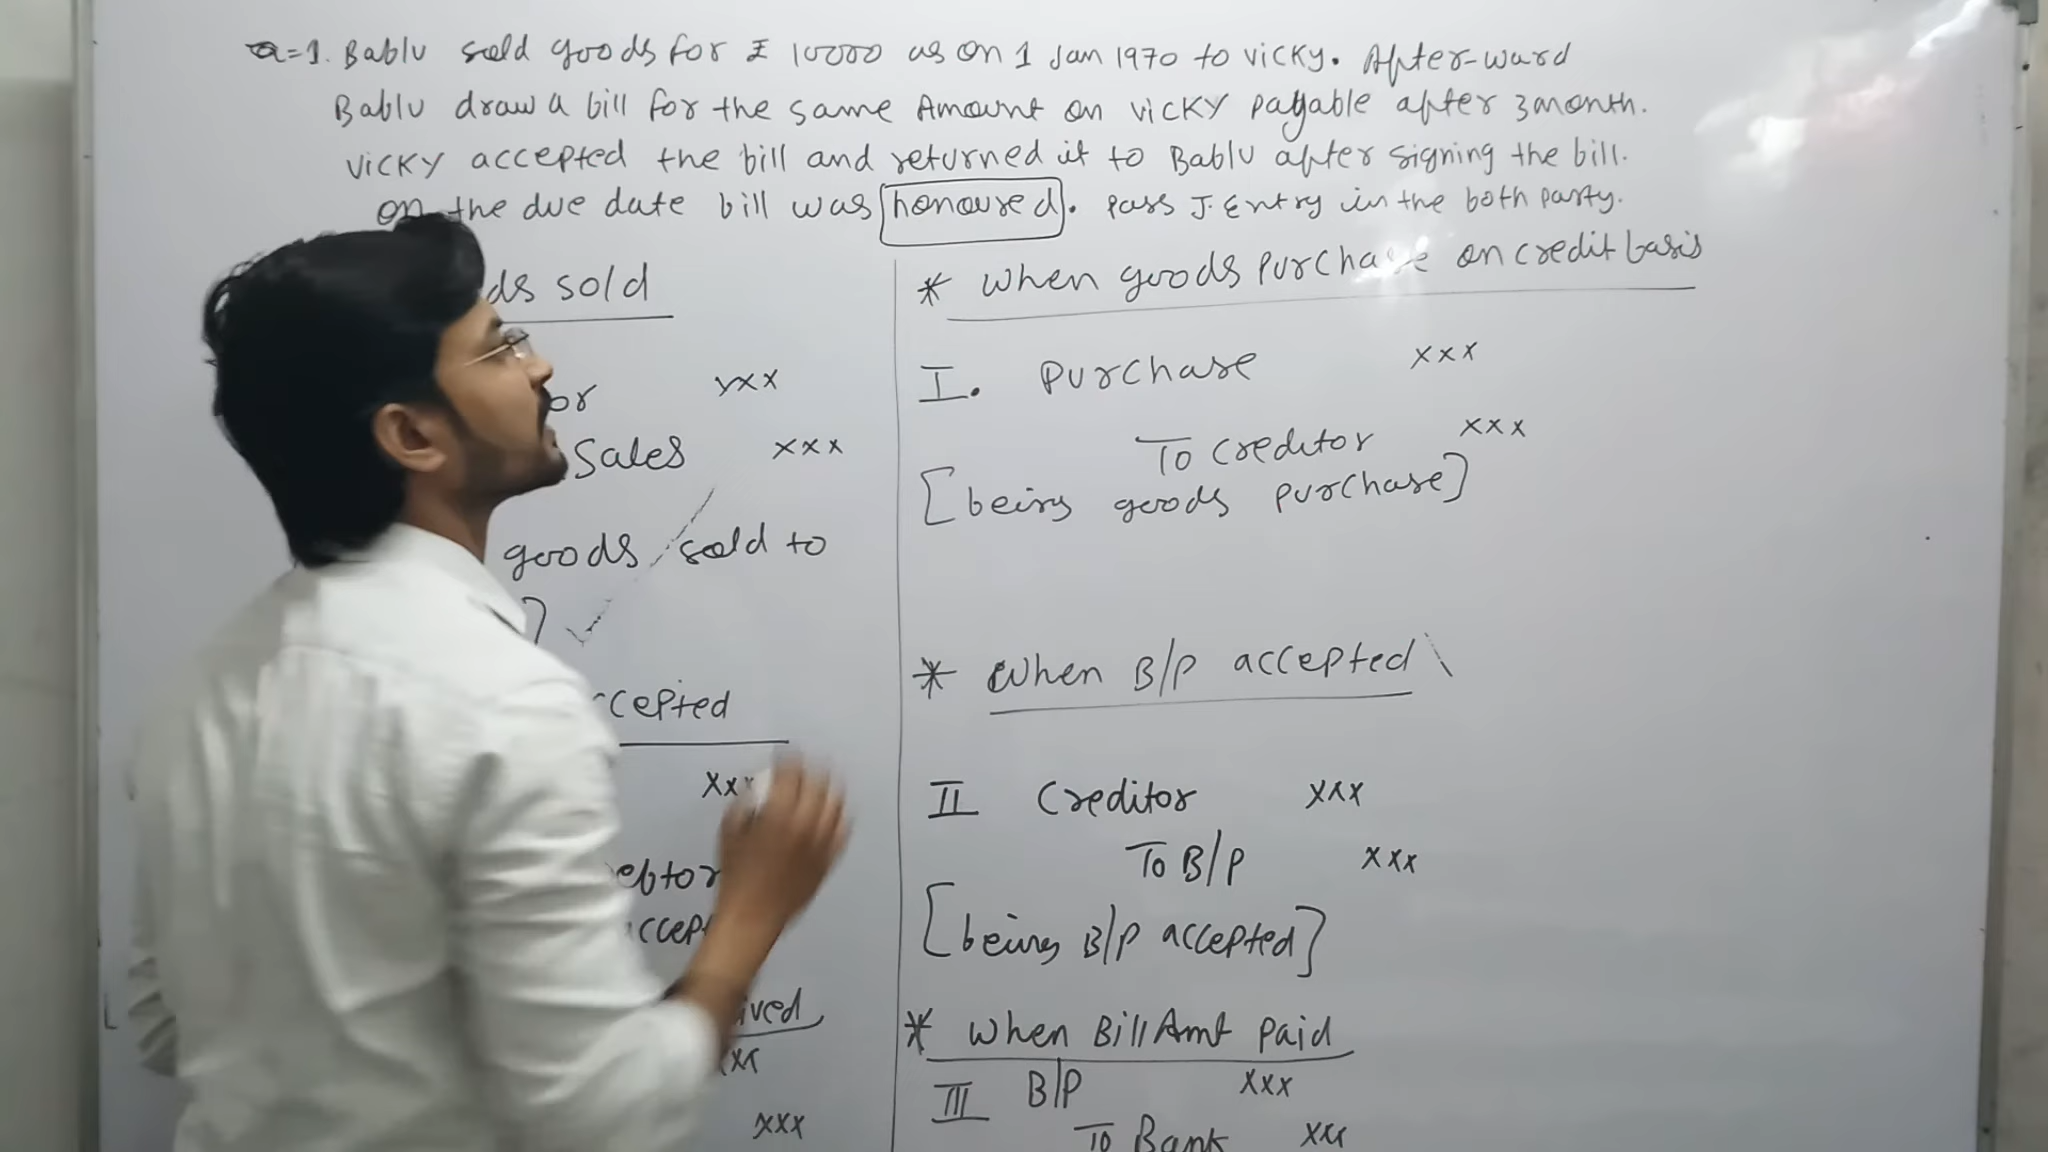 Q=1. Bablu sold goods for ₹ 10000 as on 1 Jan 1970 to vicky. After-ward
Bablu draw a bill for the same Amount on vicky payable after 3 month.
vicky accepted the bill and returned it to Bablu after signing the bill.
on the due date bill was honoured. pass J. Entry in the both party.
ds sold
or xxx
Sales xxx
goods sold to
]
ccepted
xxx
ebtor
ccep
ived
xx
xxx
* when goods purchase on credit basis
I. purchase xxx
To creditor xxx
[being goods purchase]
* when B/P accepted
II Creditor xxx
To B/P xxx
[being B/P accepted]
* when Bill Amt paid
III B/P xxx
To Bank xxx